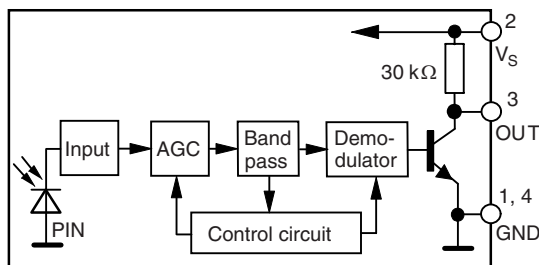 2
V_S
30 kΩ
3
OUT
Input
AGC
Band
pass
Demo-
dulator
1, 4
GND
PIN
Control circuit